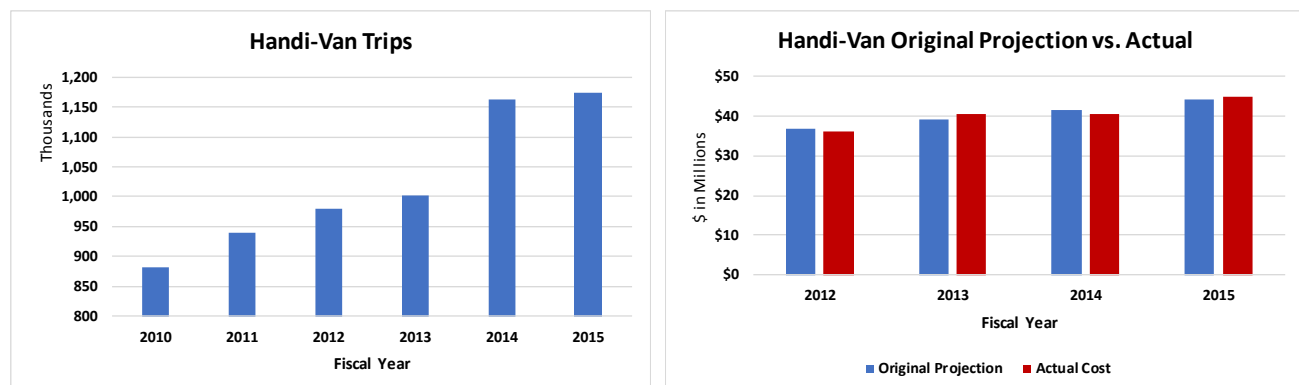 Handi-Van Trips
Thousands
1,200
1,150
1,100
1,050
1,000
950
900
850
800
2010 2011 2012 2013 2014 2015
Fiscal Year
Handi-Van Original Projection vs. Actual
$ in Millions
$50
$40
$30
$20
$10
$0
2012 2013 2014 2015
Fiscal Year
Original Projection Actual Cost